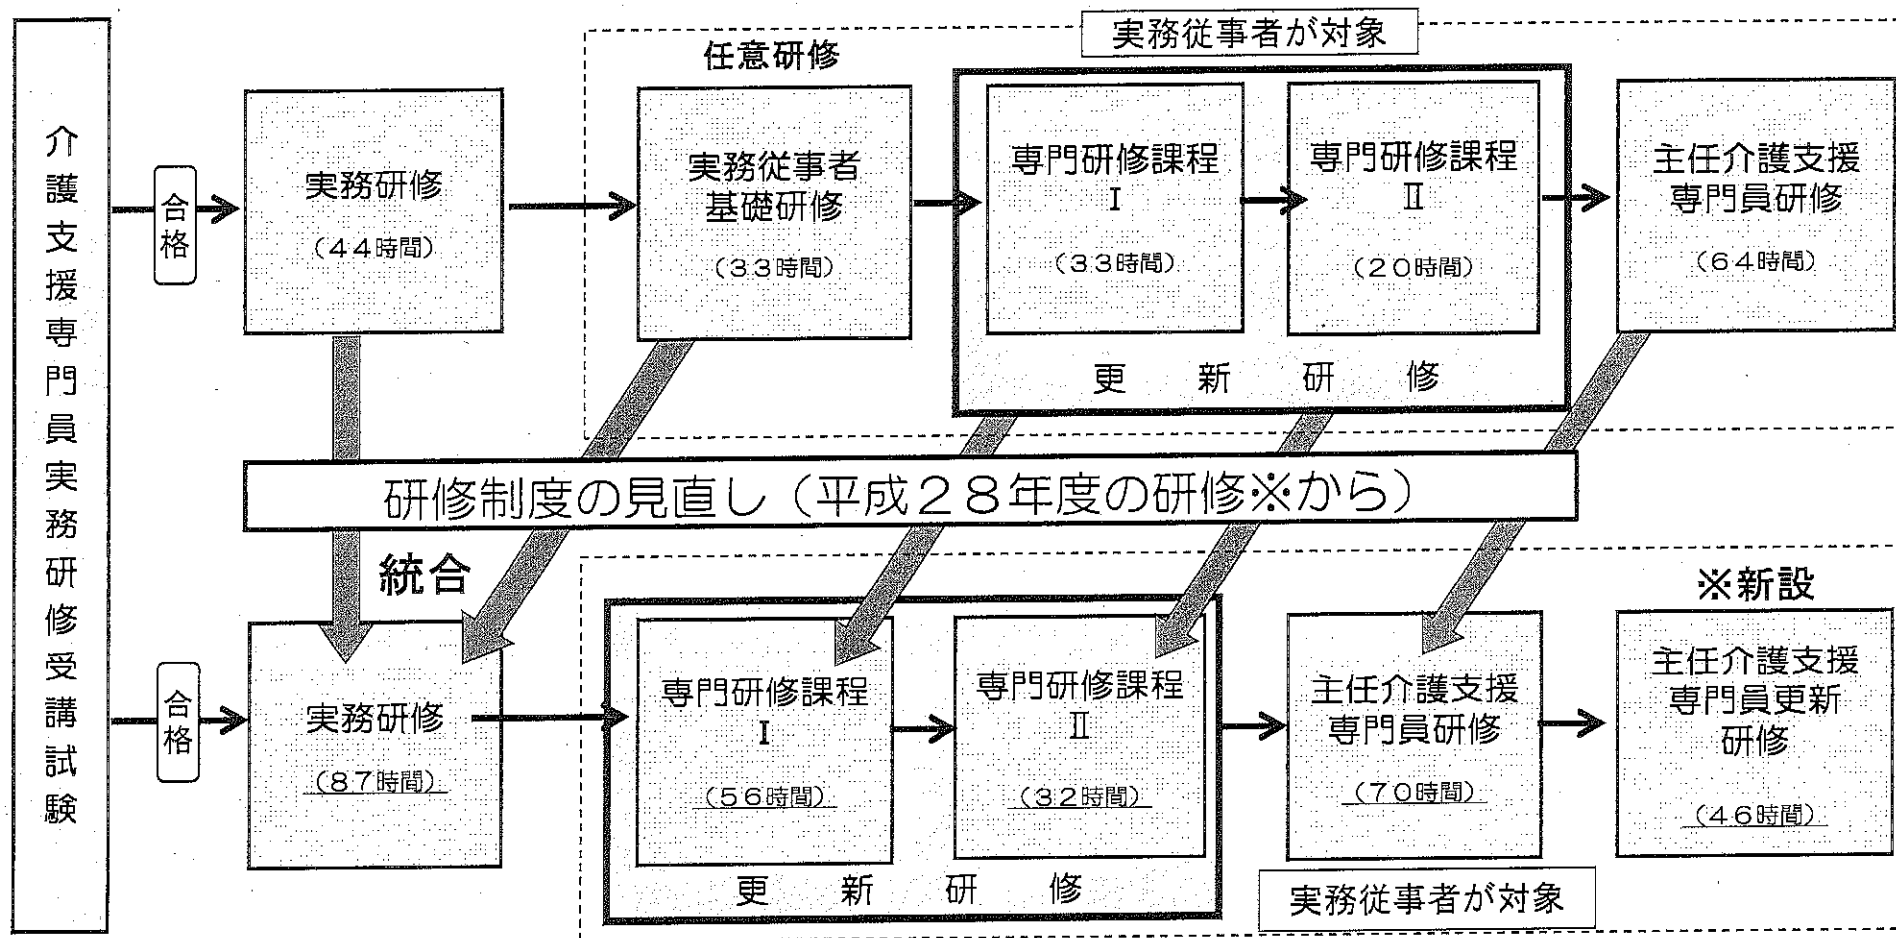 介護支援専門員実務研修受講試験
実務従事者が対象
任意研修
合格
実務研修
(44時間)
実務従事者
基礎研修
(33時間)
専門研修課程
Ⅰ
(33時間)
専門研修課程
Ⅱ
(20時間)
主任介護支援
専門員研修
(64時間)
更新研修
研修制度の見直し(平成28年度の研修※から)
統合
※新設
合格
実務研修
(87時間)
専門研修課程
Ⅰ
(56時間)
専門研修課程
Ⅱ
(32時間)
主任介護支援
専門員研修
(70時間)
主任介護支援
専門員更新
研修
(46時間)
更新研修
実務従事者が対象